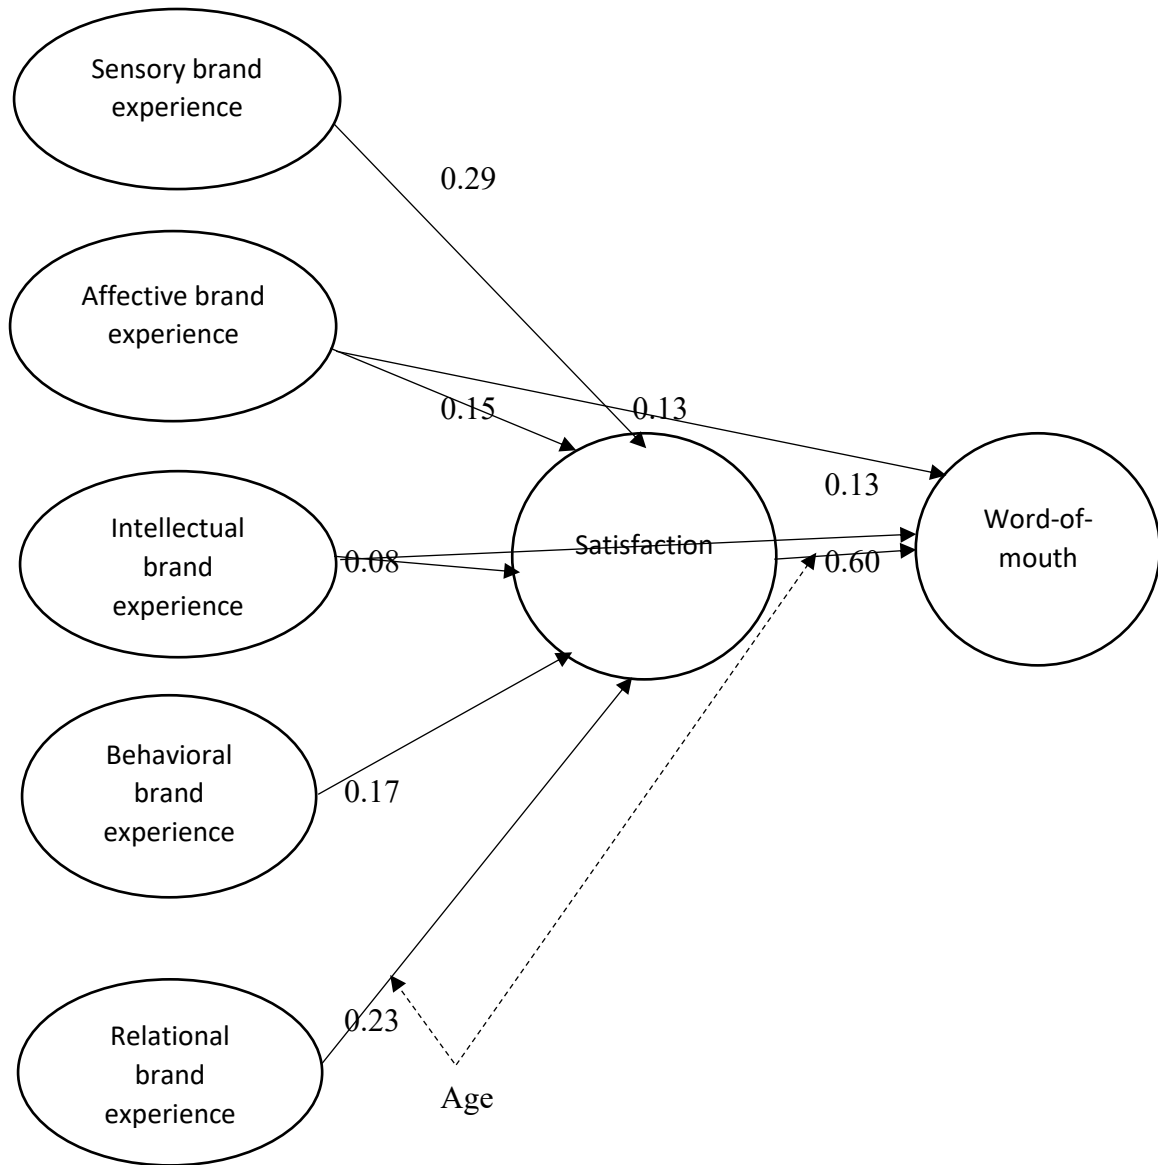 Sensory brand
experience
0.29
Affective brand
experience
0.15
0.13
0.13
Intellectual
brand
experience
0.08
Satisfaction
0.60
Word-of-
mouth
Behavioral
brand
experience
0.17
Relational
brand
experience
0.23
Age